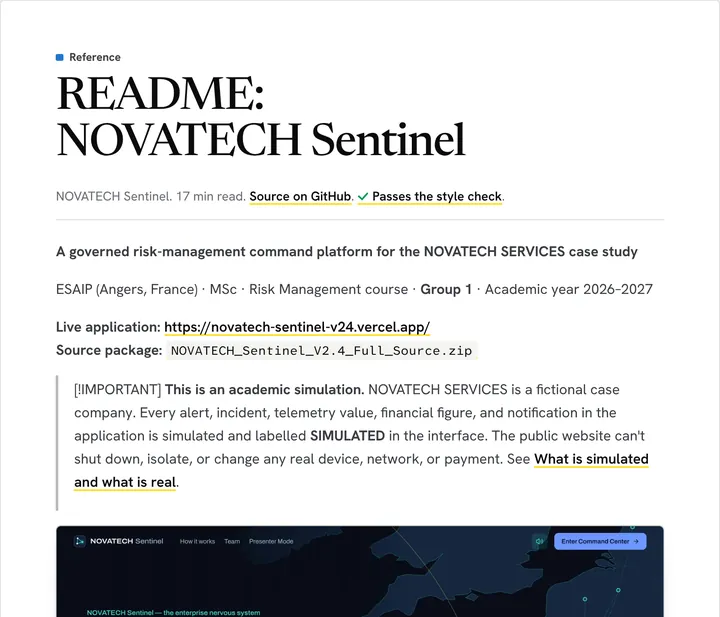 Reference
README:
NOVATECH Sentinel
NOVATECH Sentinel. 17 min read. Source on GitHub. ✓ Passes the style check.
A governed risk-management command platform for the NOVATECH SERVICES case study
ESAIP (Angers, France) · MSc · Risk Management course · Group 1 · Academic year 2026–2027
Live application: https://novatech-sentinel-v24.vercel.app/
Source package: NOVATECH_Sentinel_V2.4_Full_Source.zip
[!IMPORTANT] This is an academic simulation. NOVATECH SERVICES is a fictional case
company. Every alert, incident, telemetry value, financial figure, and notification in the
application is simulated and labelled SIMULATED in the interface. The public website can't
shut down, isolate, or change any real device, network, or payment. See What is simulated
and what is real.
NOVATECH Sentinel How it works Team Presenter Mode Enter Command Center →
NOVATECH Sentinel — the enterprise nervous system